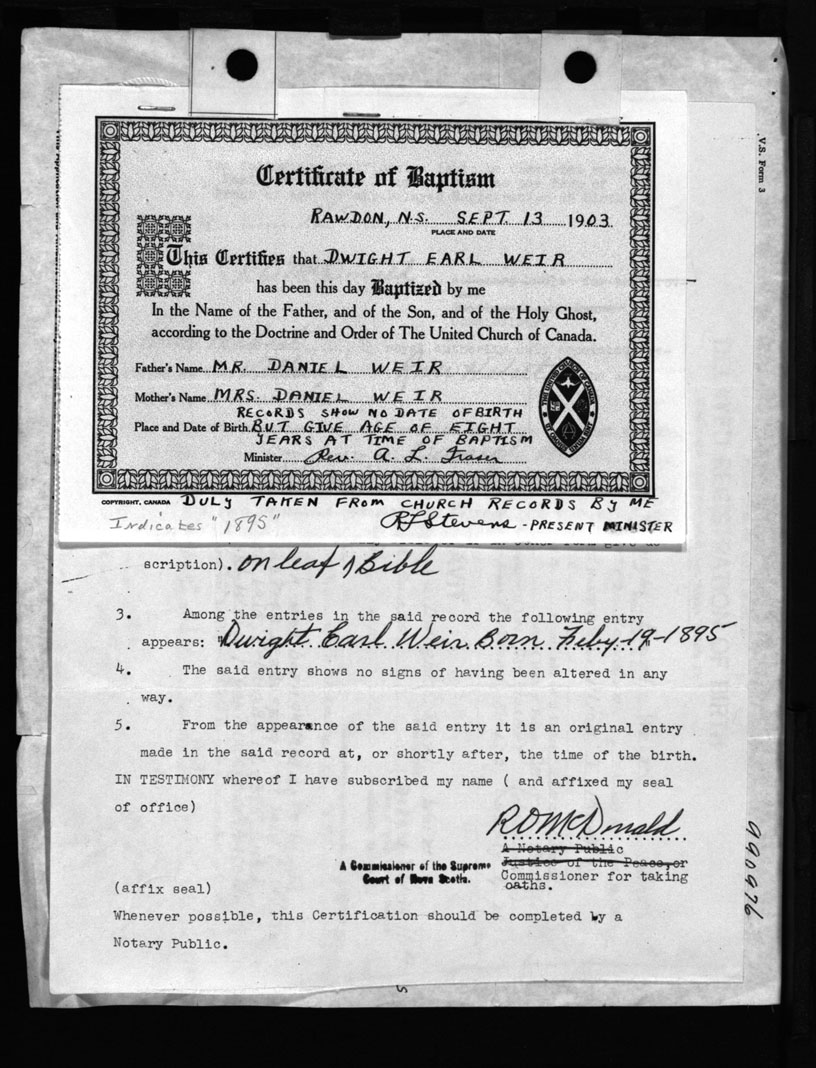 V.S. Form 3
Certificate of Baptism
RAWDON, N.S. SEPT. 13 1903
PLACE AND DATE
This Certifies that DWIGHT EARL WEIR
has been this day Baptized by me
In the Name of the Father, and of the Son, and of the Holy Ghost,
according to the Doctrine and Order of The United Church of Canada.
Father's Name MR. DANIEL WEIR
Mother's Name MRS. DANIEL WEIR
RECORDS SHOW NO DATE OF BIRTH
Place and Date of Birth BUT GIVE AGE OF EIGHT
YEARS AT TIME OF BAPTISM
Minister Rev. A. L. Fraser
COPYRIGHT, CANADA DULY TAKEN FROM CHURCH RECORDS BY ME
Indicates "1895" R J Stevens - PRESENT MINISTER
scription). on leaf of Bible
3. Among the entries in the said record the following entry
appears: "Dwight Earl Weir Born Feby 19-1895
4. The said entry shows no signs of having been altered in any
way.
5. From the appearance of the said entry it is an original entry
made in the said record at, or shortly after, the time of the birth.
IN TESTIMONY whereof I have subscribed my name ( and affixed my seal
of office)
R O McDonald
A Notary Public
Justice of the Peace, or
Commissioner for taking
oaths.
A Commissioner of the Supreme
Court of Nova Scotia.
(affix seal)
Whenever possible, this Certification should be completed by a
Notary Public.
990976